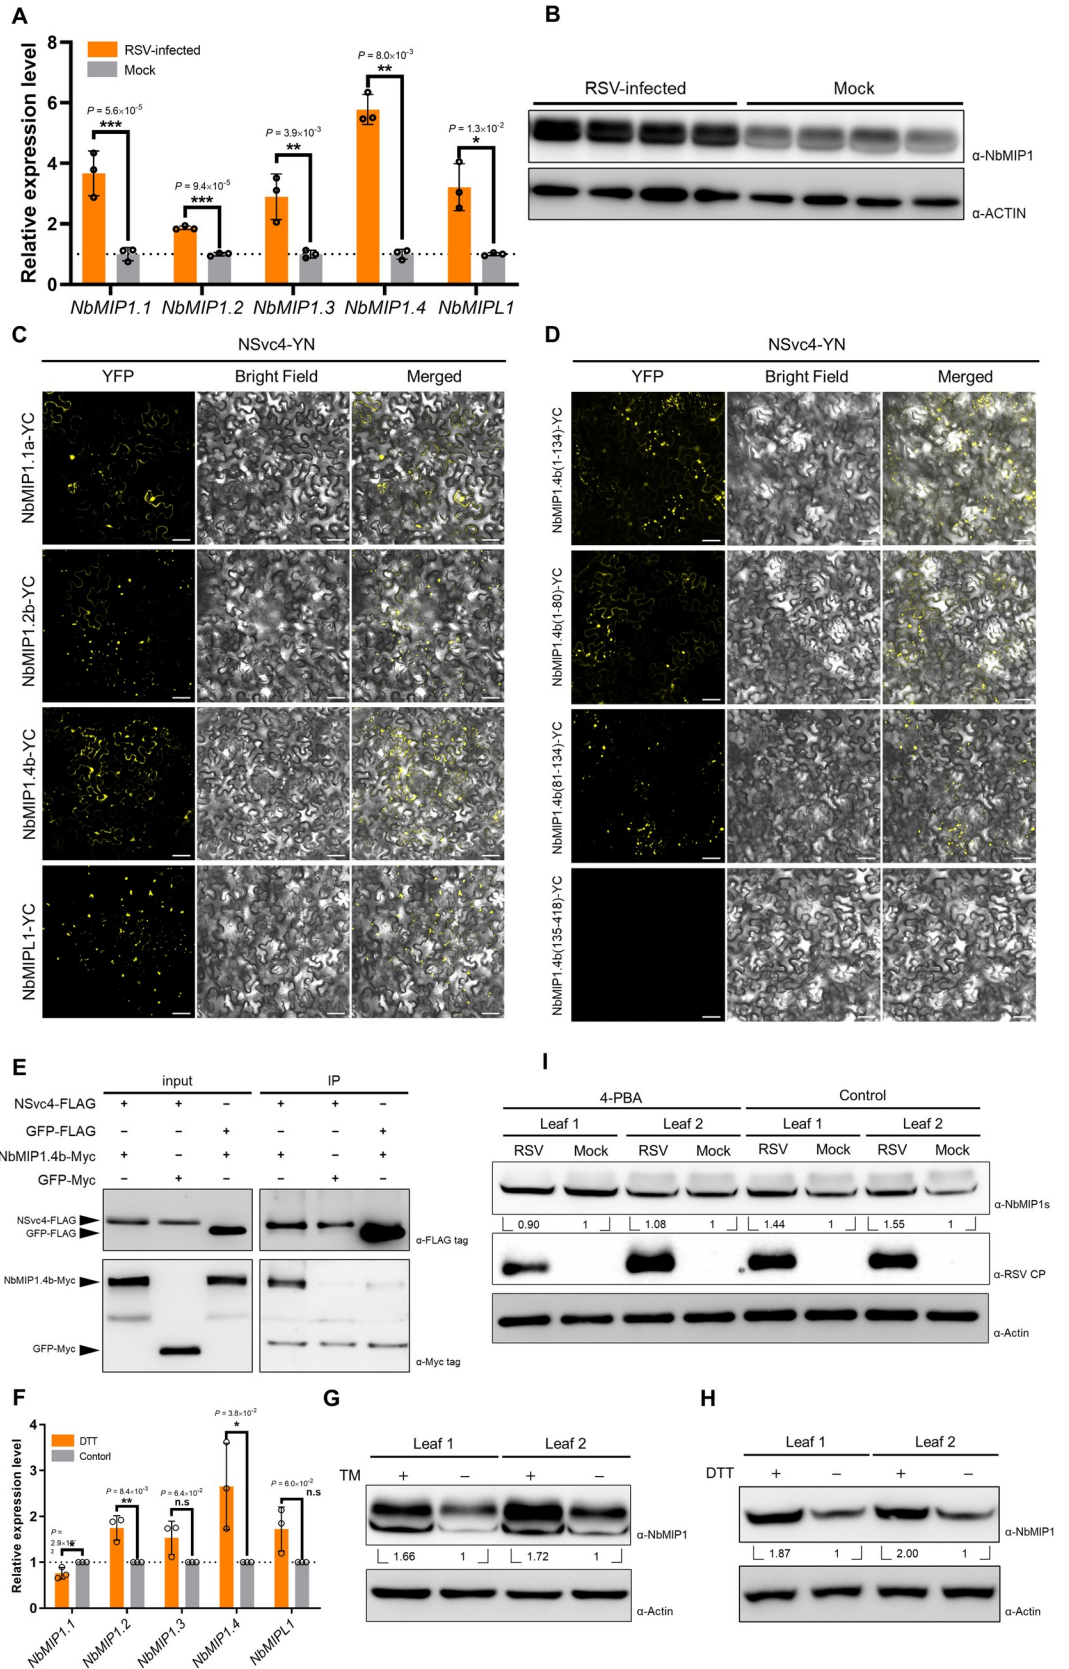 A
Relative expression level
8
6
4
2
0
RSV-infected
Mock
P = 5.6×10-5
***
P = 9.4×10-5
***
P = 3.9×10-3
**
P = 8.0×10-3
**
P = 1.3×10-2
*
NbMIP1.1
NbMIP1.2
NbMIP1.3
NbMIP1.4
NbMIPL1
B
RSV-infected
Mock
α-NbMIP1
α-ACTIN
C
NSvc4-YN
YFP
Bright Field
Merged
NbMIP1.1a-YC
NbMIP1.2b-YC
NbMIP1.4b-YC
NbMIPL1-YC
D
NSvc4-YN
YFP
Bright Field
Merged
NbMIP1.4b(1-134)-YC
NbMIP1.4b(1-80)-YC
NbMIP1.4b(81-134)-YC
NbMIP1.4b(135-418)-YC
E
input
IP
NSvc4-FLAG + + − + + −
GFP-FLAG − − + − − +
NbMIP1.4b-Myc + − + + − +
GFP-Myc − + − − + −
NSvc4-FLAG
GFP-FLAG
α-FLAG tag
NbMIP1.4b-Myc
GFP-Myc
α-Myc tag
I
4-PBA
Control
Leaf 1 Leaf 2 Leaf 1 Leaf 2
RSV Mock RSV Mock RSV Mock RSV Mock
α-NbMIP1s
0.90 1 1.08 1 1.44 1 1.55 1
α-RSV CP
α-Actin
F
Relative expression level
4
3
2
1
0
DTT
Contorl
P =
2.9×10-
2
*
P = 8.4×10-3
**
P = 6.4×10-2
n.s
P = 3.8×10-2
*
P = 6.0×10-2
n.s
NbMIP1.1
NbMIP1.2
NbMIP1.3
NbMIP1.4
NbMIPL1
G
Leaf 1 Leaf 2
TM + − + −
α-NbMIP1
1.66 1 1.72 1
α-Actin
H
Leaf 1 Leaf 2
DTT + − + −
α-NbMIP1
1.87 1 2.00 1
α-Actin